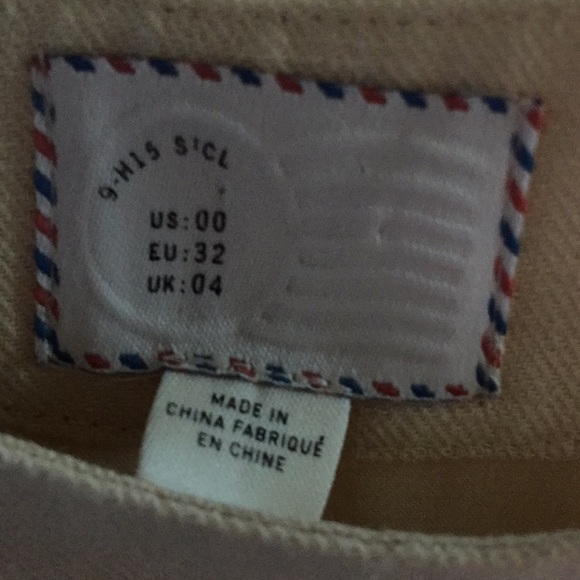 9-H15 S'CL
US:00
EU:32
UK:04
MADE IN
CHINA FABRIQUÉ
EN CHINE